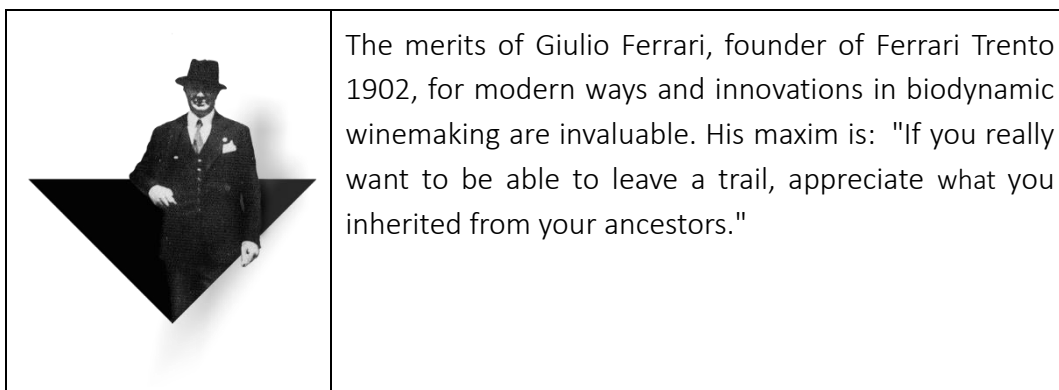 The merits of Giulio Ferrari, founder of Ferrari Trento
1902, for modern ways and innovations in biodynamic
winemaking are invaluable. His maxim is:  "If you really
want to be able to leave a trail, appreciate what you
inherited from your ancestors."